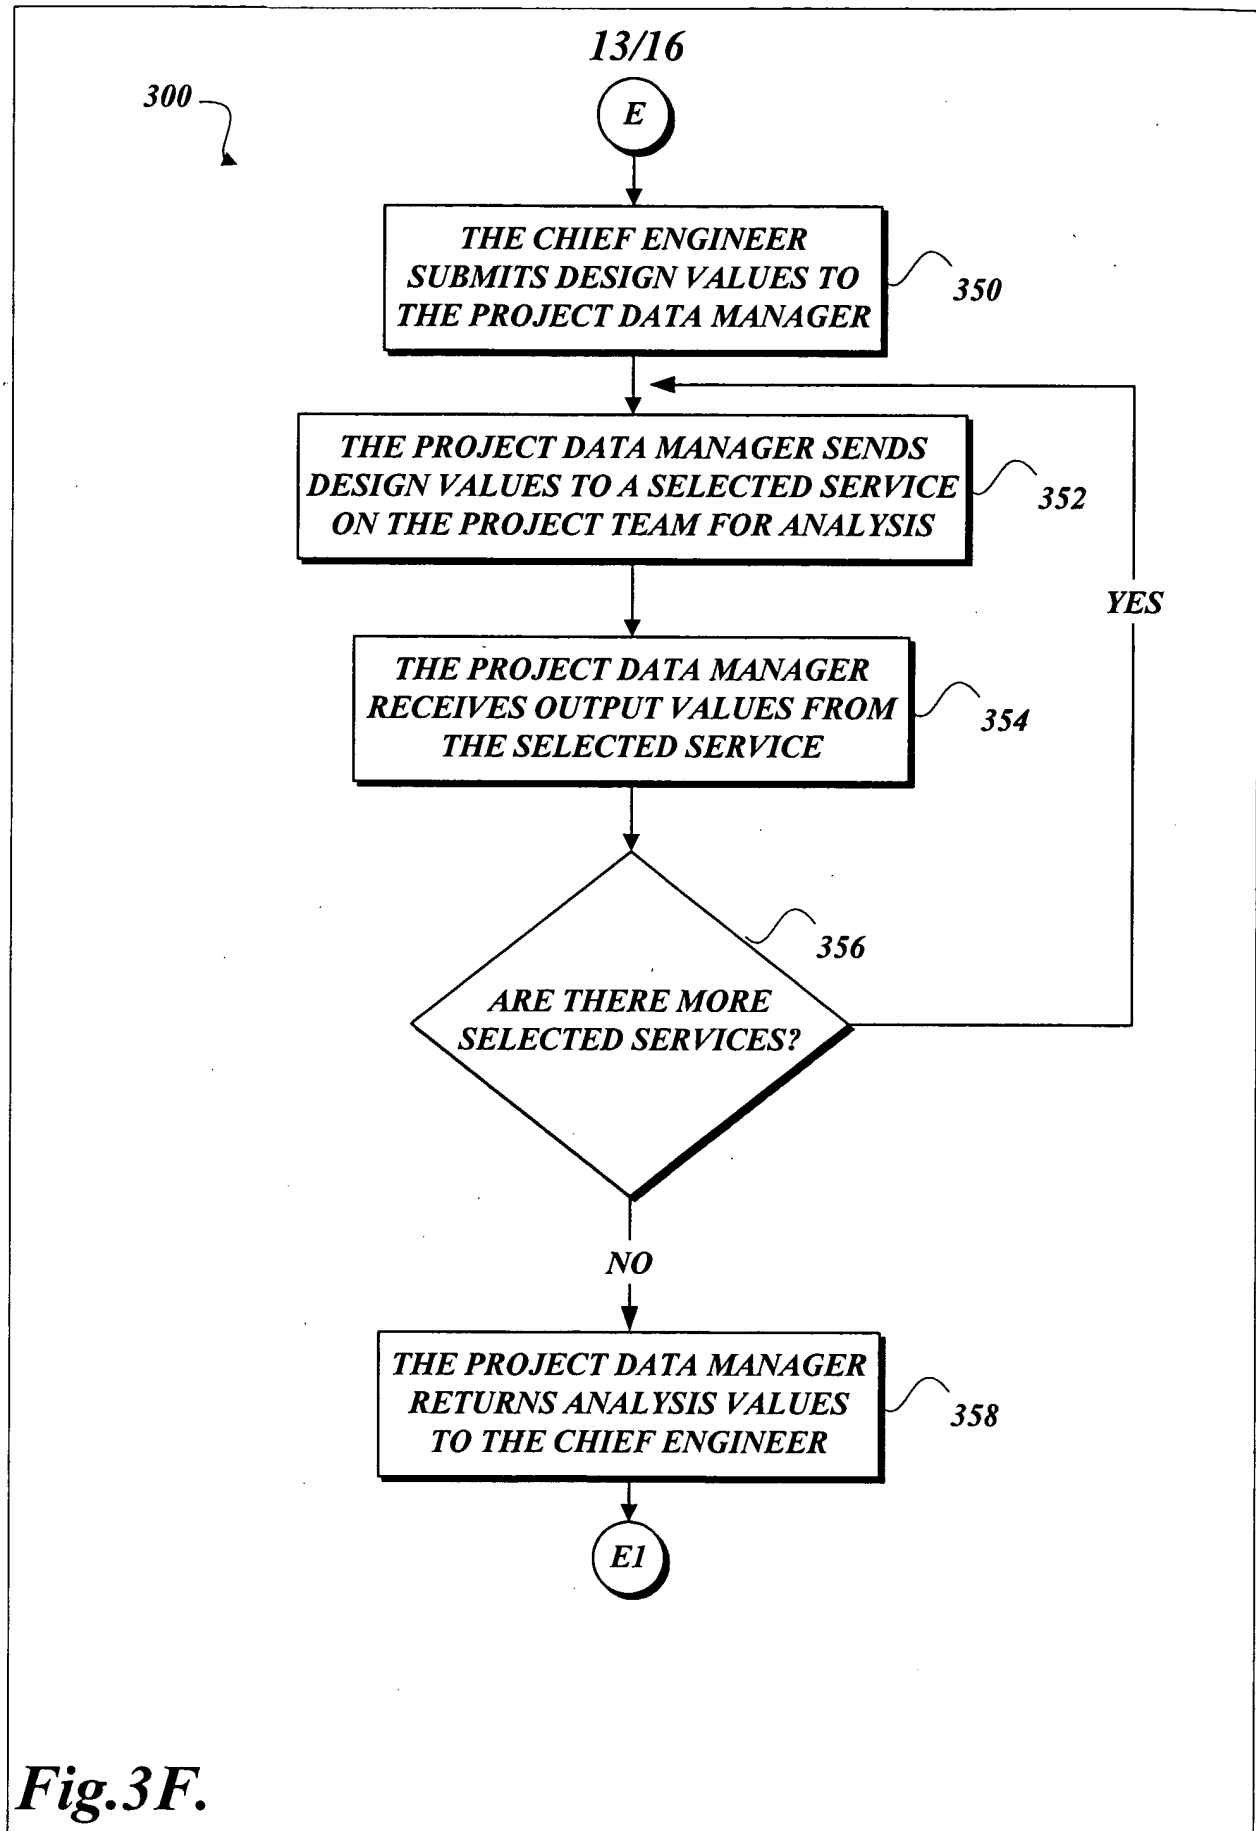 13/16
300
E
THE CHIEF ENGINEER
SUBMITS DESIGN VALUES TO
THE PROJECT DATA MANAGER
350
THE PROJECT DATA MANAGER SENDS
DESIGN VALUES TO A SELECTED SERVICE
ON THE PROJECT TEAM FOR ANALYSIS
352
YES
THE PROJECT DATA MANAGER
RECEIVES OUTPUT VALUES FROM
THE SELECTED SERVICE
354
356
ARE THERE MORE
SELECTED SERVICES?
NO
THE PROJECT DATA MANAGER
RETURNS ANALYSIS VALUES
TO THE CHIEF ENGINEER
358
E1
Fig.3F.